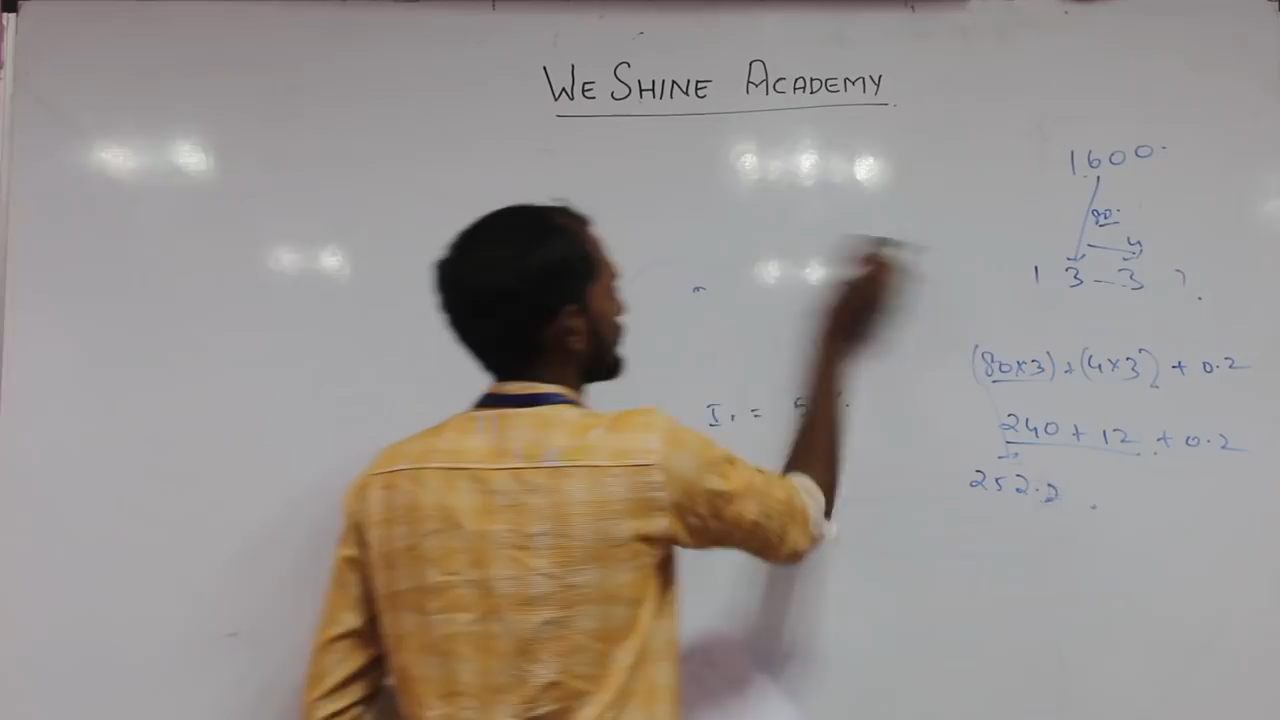 WE SHINE ACADEMY
1600
80
4
1 3 — 3
(80×3) + (4×3) + 0.2
240 + 12 + 0.2
252.2
I₁ =